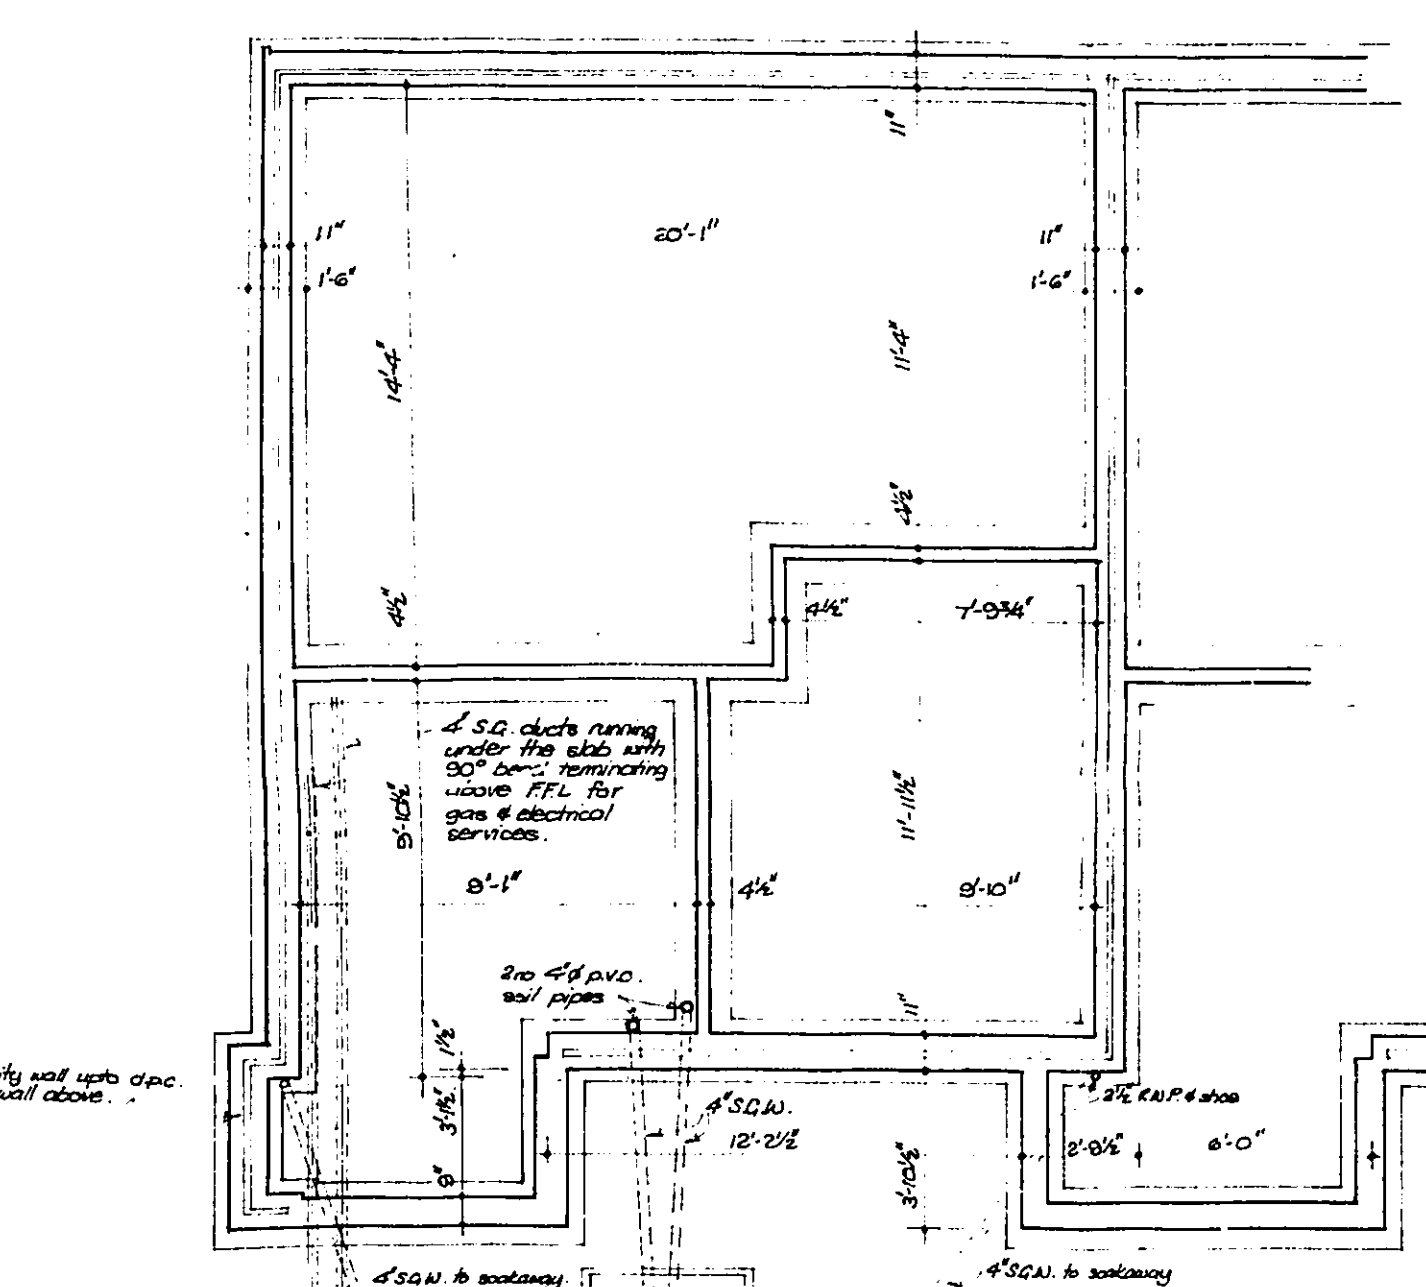 11"
11"
20'-1"
11"
1'-6"
1'-6"
11'-4"
14'-4"
4½"
4½"
4½"
7'-9¾"
4" S.G. ducts running
under the slab with
90° bend terminating
above F.F.L for
gas & electrical
services.
9'-10½"
11'-11½"
9'-1"
4½"
9'-10"
2no 4"ϕ p.v.c.
soil pipes
11"
1½"
ity wall upto d.p.c.
wall above.
3'-1½"
4" S.G.W.
12'-2½"
2½" R.W.P. & shoe
2'-9½"
6'-0"
9"
3'-10½"
4" S.G.W. to soakaway.
4" S.G.W. to soakaway